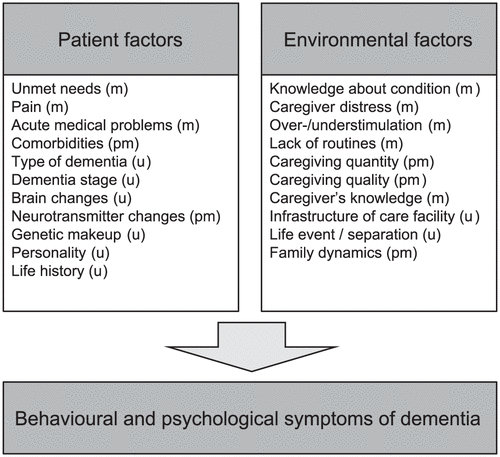 Patient factors
Unmet needs (m)
Pain (m)
Acute medical problems (m)
Comorbidities (pm)
Type of dementia (u)
Dementia stage (u)
Brain changes (u)
Neurotransmitter changes (pm)
Genetic makeup (u)
Personality (u)
Life history (u)
Environmental factors
Knowledge about condition (m)
Caregiver distress (m)
Over-/understimulation (m)
Lack of routines (m)
Caregiving quantity (pm)
Caregiving quality (pm)
Caregiver's knowledge (m)
Infrastructure of care facility (u)
Life event / separation (u)
Family dynamics (pm)
Behavioural and psychological symptoms of dementia